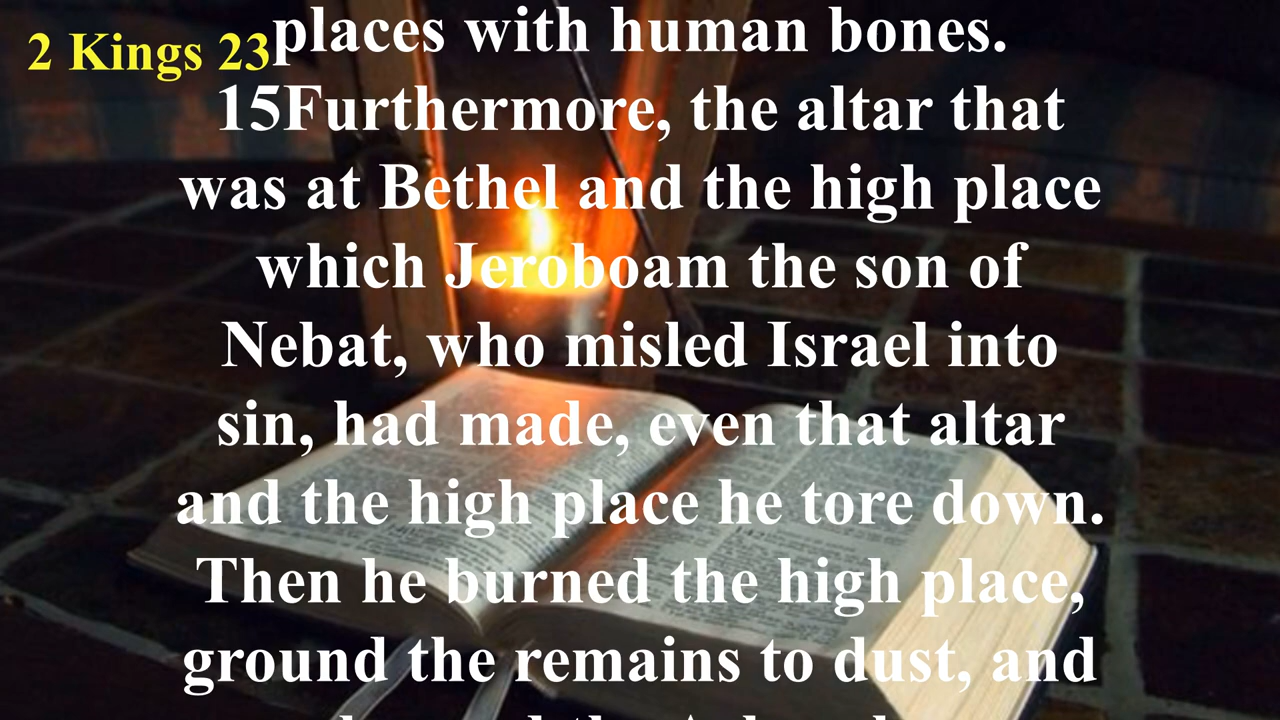 2 Kings 23
places with human bones.
15Furthermore, the altar that
was at Bethel and the high place
which Jeroboam the son of
Nebat, who misled Israel into
sin, had made, even that altar
and the high place he tore down.
Then he burned the high place,
ground the remains to dust, and